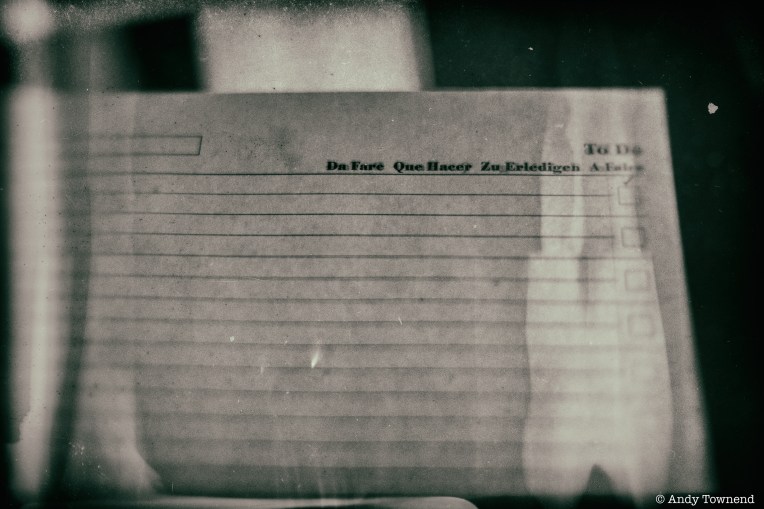 To Do
Da Fare Que Hacer Zu Erledigen A Faire
© Andy Townend